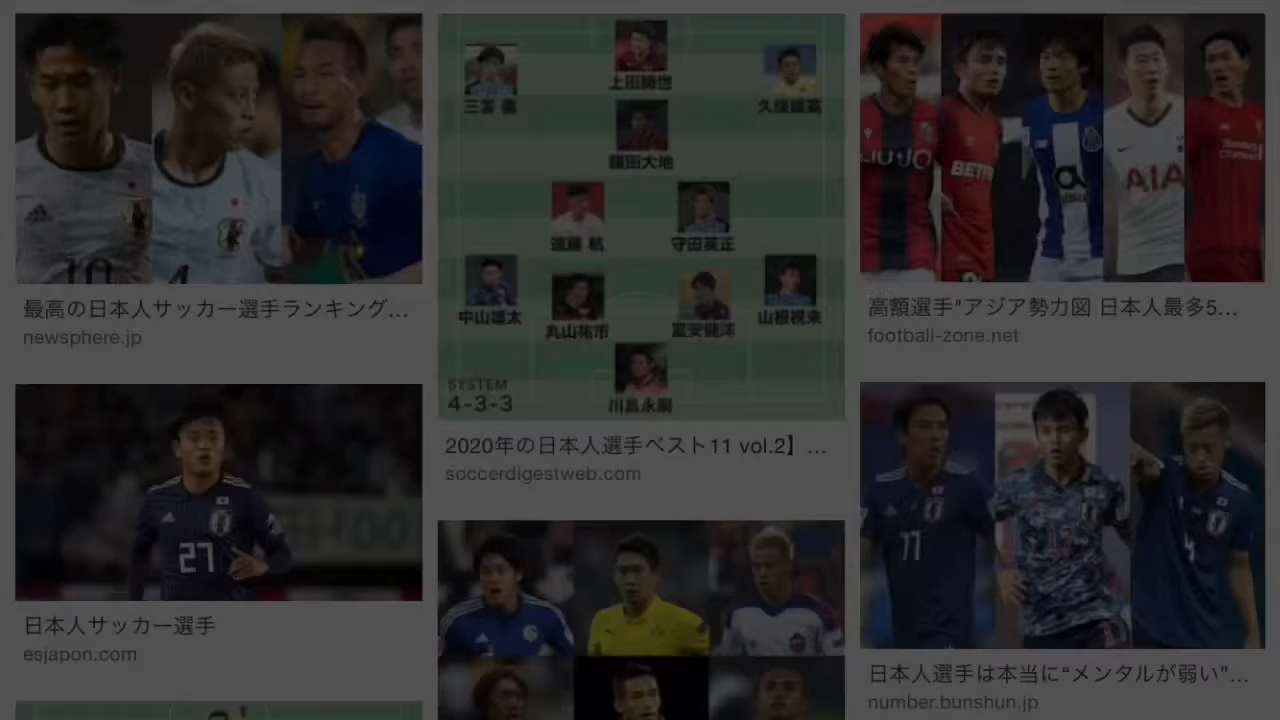 10
4
最高の日本人サッカー選手ランキング...
newsphere.jp
27
日本人サッカー選手
esjapon.com
上田綺世
三笘 薫
久保建英
鎌田大地
遠藤 航
守田英正
中山雄太
丸山祐市
冨安健洋
山根視来
川島永嗣
SYSTEM
4-3-3
2020年の日本人選手ベスト11 vol.2】...
soccerdigestweb.com
BETFR
AIA
高額選手"アジア勢力図 日本人最多5...
football-zone.net
17
4
日本人選手は本当に“メンタルが弱い”...
number.bunshun.jp